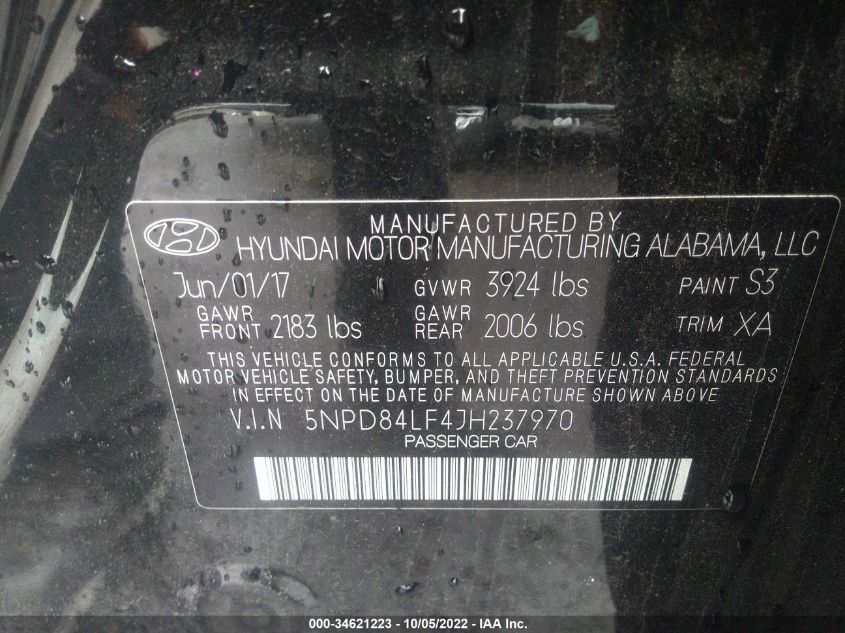 MANUFACTURED BY
HYUNDAI MOTOR MANUFACTURING ALABAMA, LLC
Jun/01/17 GVWR 3924 lbs PAINT S3
GAWR FRONT 2183 lbs GAWR REAR 2006 lbs TRIM XA
THIS VEHICLE CONFORMS TO ALL APPLICABLE U.S.A. FEDERAL
MOTOR VEHICLE SAFETY, BUMPER, AND THEFT PREVENTION STANDARDS
IN EFFECT ON THE DATE OF MANUFACTURE SHOWN ABOVE
V.I.N 5NPD84LF4JH237970
PASSENGER CAR
000-34621223 - 10/05/2022 - IAA Inc.